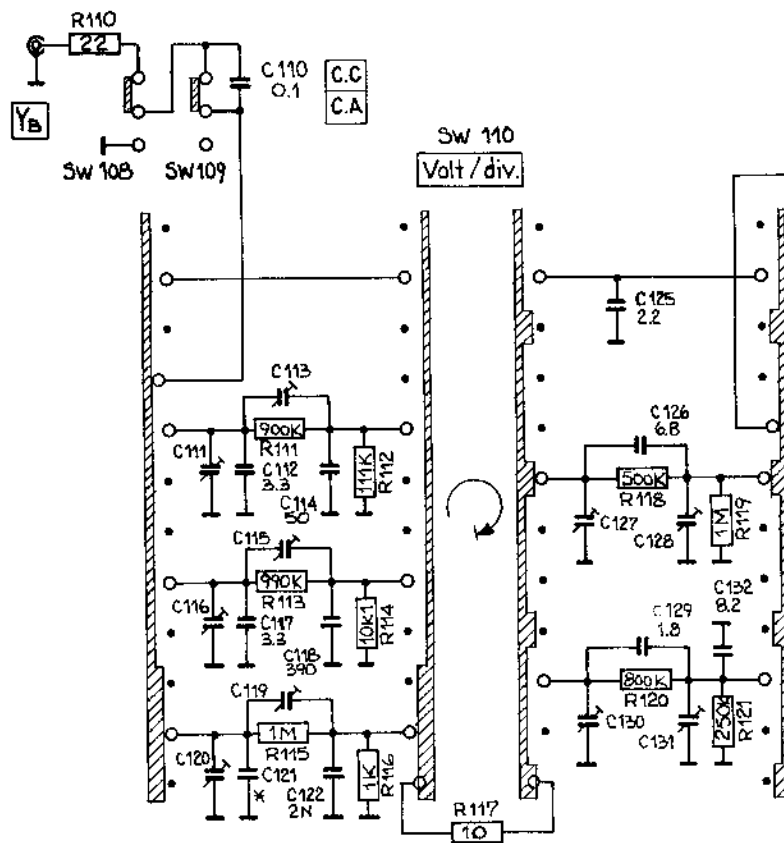 R110
22
C110
0.1
C.C
C.A
YB
SW 108
SW109
SW 110
Volt/div.
C125
2.2
C113
900K
R111
C111
C112
3.3
C114
50
111K
R112
C126
6.8
500K
R118
C127
C128
1M
R119
C115
990K
R113
C116
C117
3.3
C118
390
10K1
R114
C129
1.8
C132
8.2
800K
R120
C130
C131
250K
R121
C119
1M
R115
C120
C121
*
C122
2N
1K
R116
R117
10